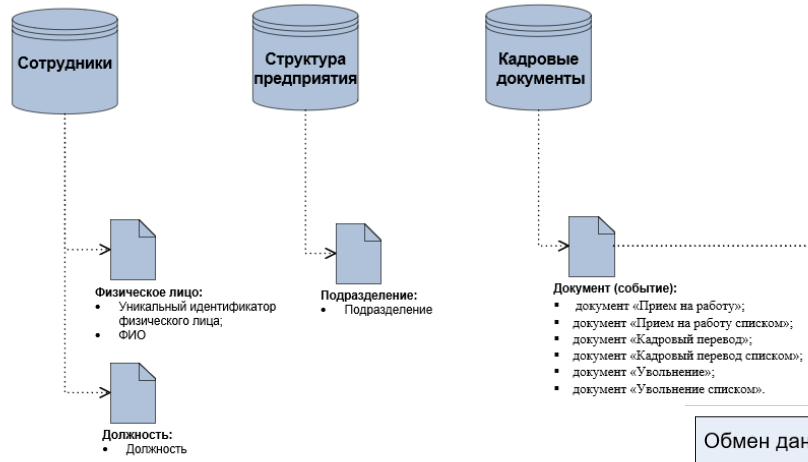 Сотрудники
Структура
предприятия
Кадровые
документы
Физическое лицо:
• Уникальный идентификатор
физического лица;
• ФИО
Должность:
• Должность
Подразделение:
• Подразделение
Документ (событие):
▪ документ «Прием на работу»;
▪ документ «Прием на работу списком»;
▪ документ «Кадровый перевод»;
▪ документ «Кадровый перевод списком»;
▪ документ «Увольнение»;
▪ документ «Увольнение списком».
Обмен дан